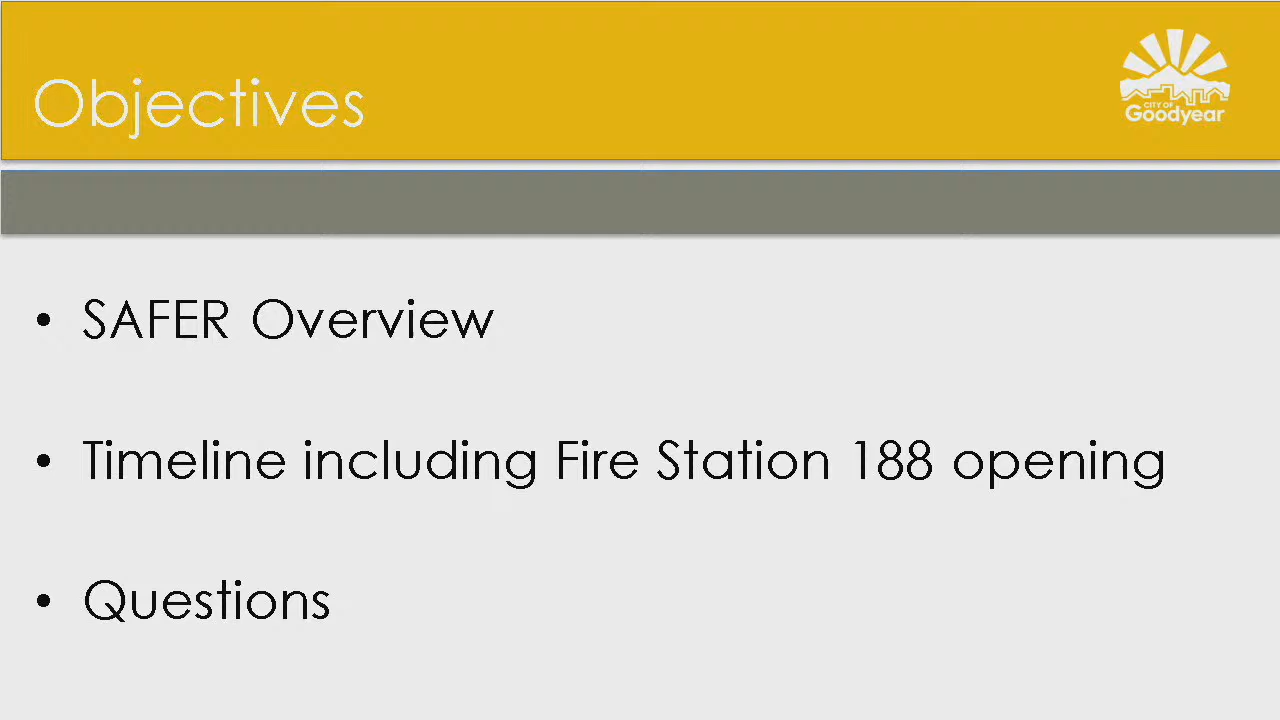 Objectives
CITY OF
Goodyear
• SAFER Overview
• Timeline including Fire Station 188 opening
• Questions